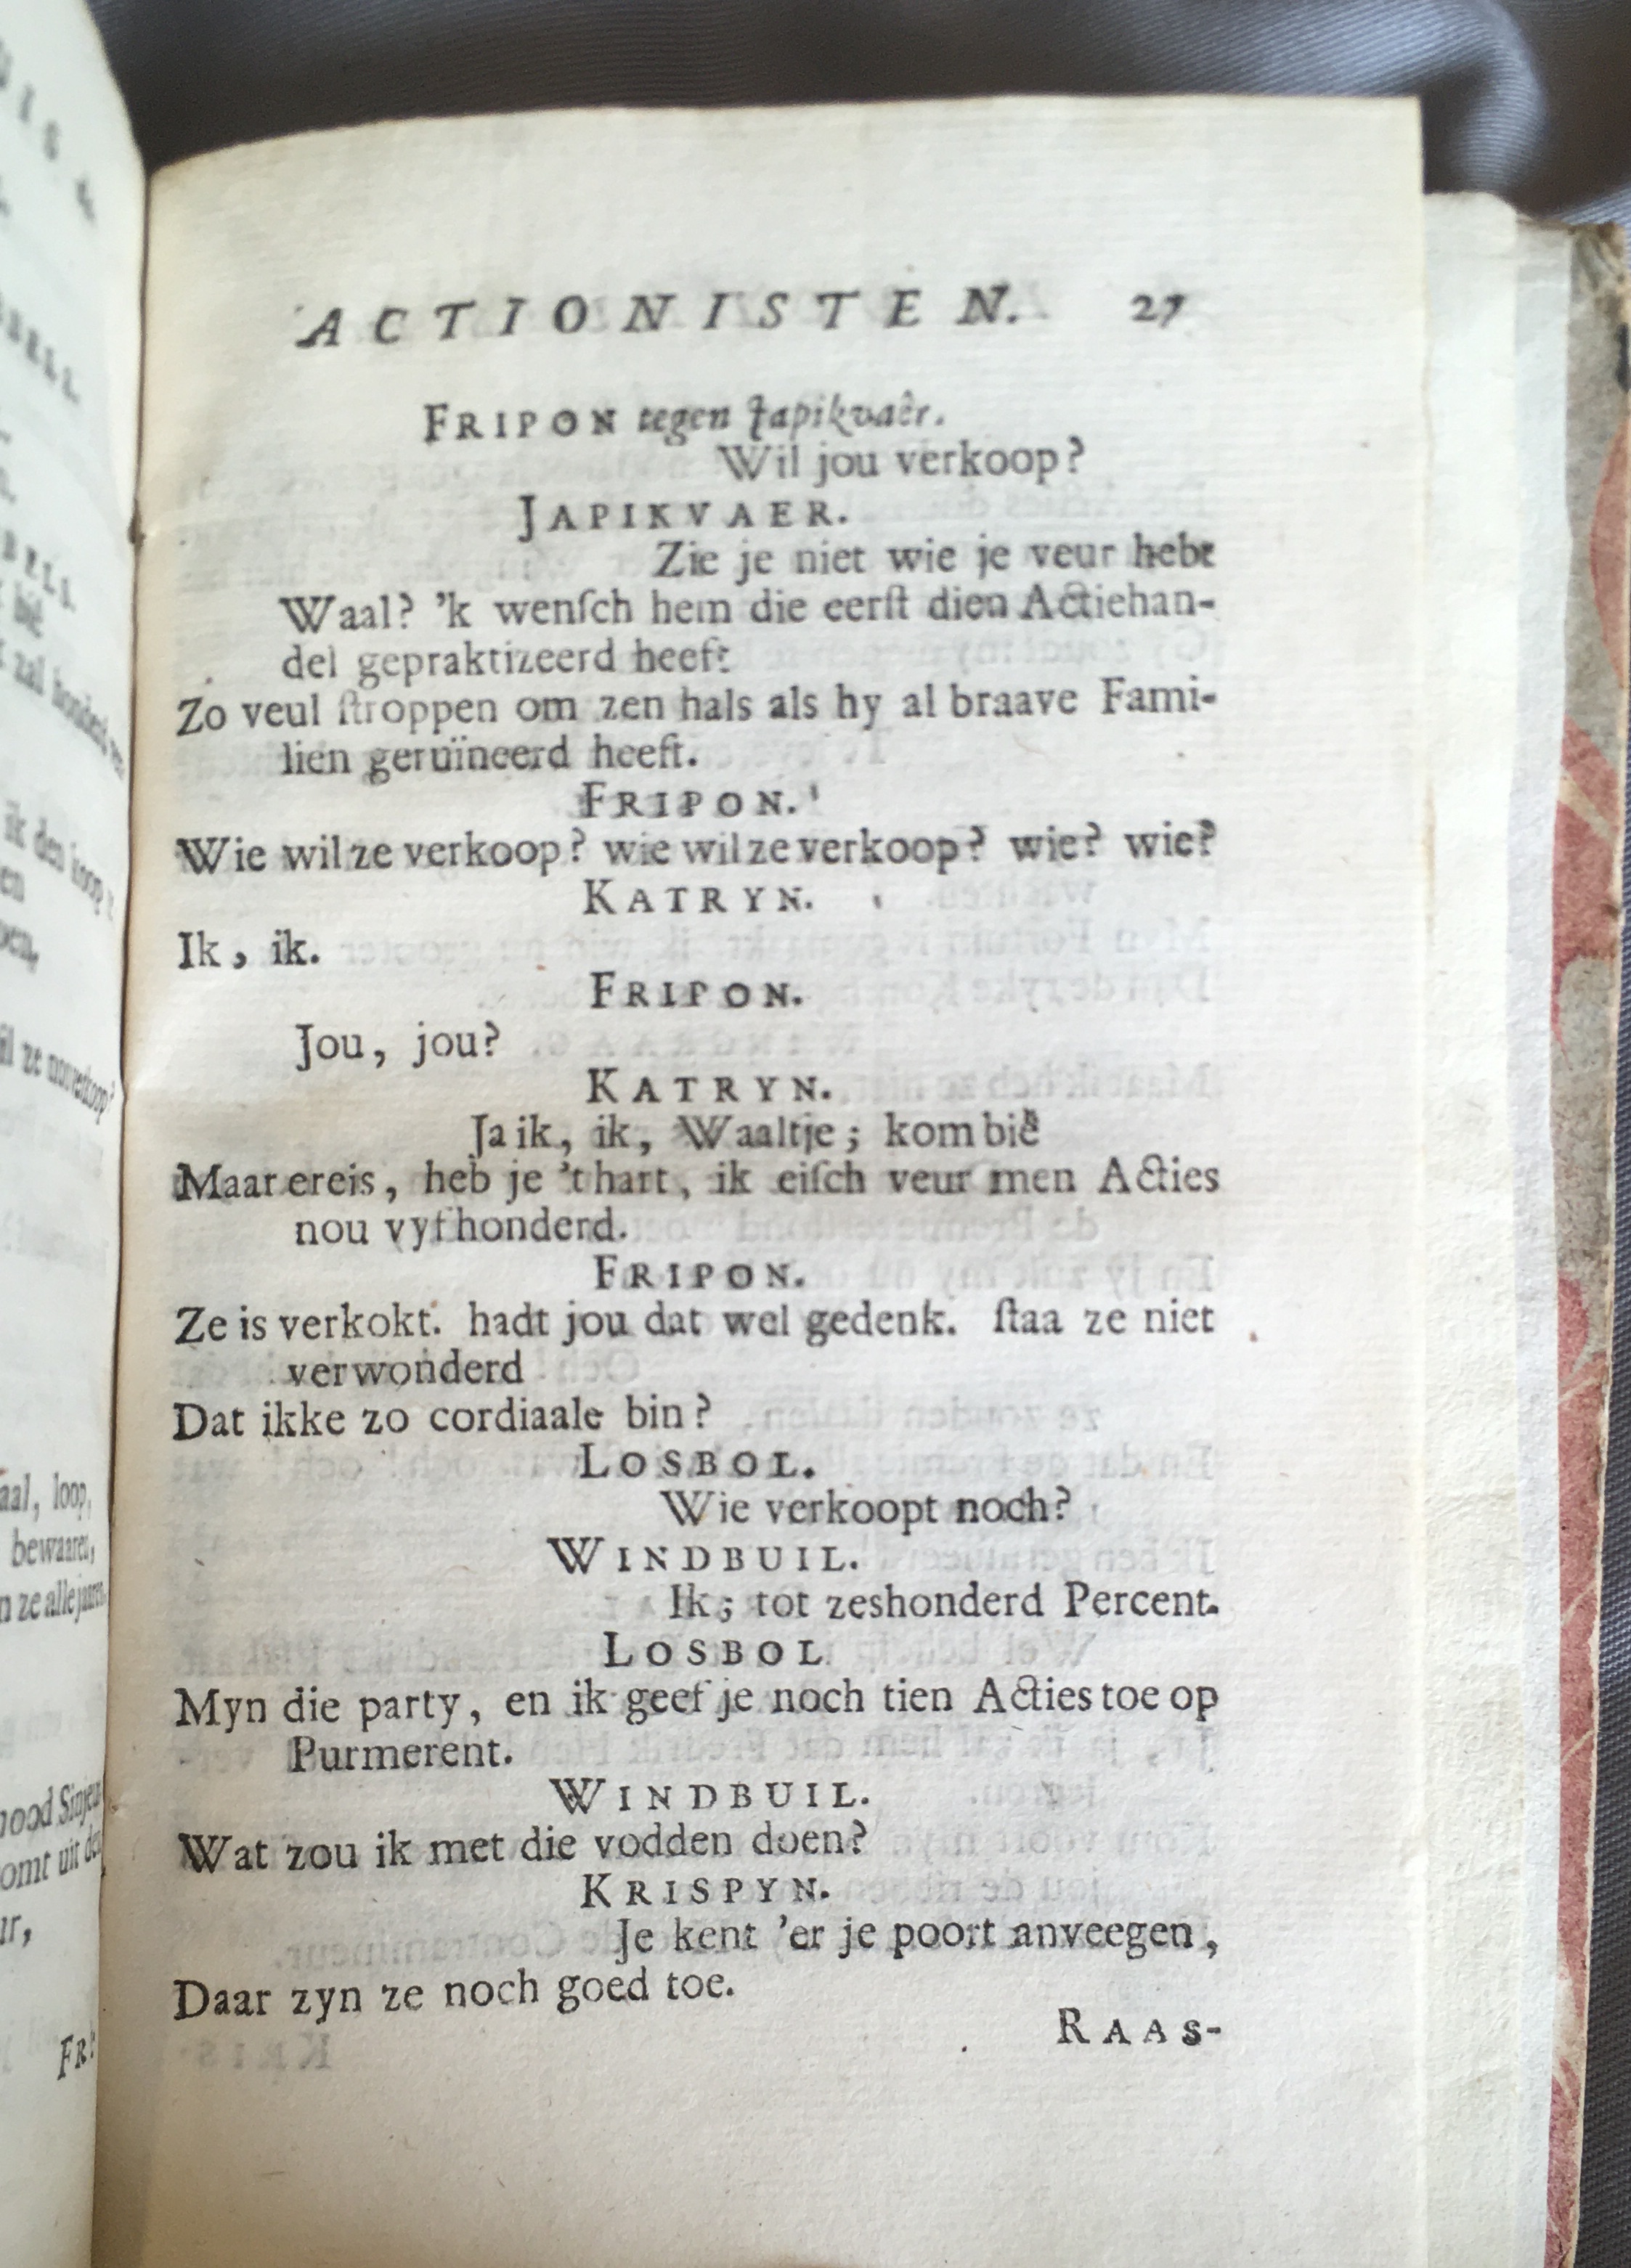 ACTIONISTEN. 27
FRIPON tegen Japikvaêr.
Wil jou verkoop?
JAPIKVAER.
Zie je niet wie je veur hebt
Waal? 'k wenſch hem die eerſt dien Actiehan-
del gepraktizeerd heeft
Zo veul ſtroppen om zen hals als hy al braave Fami-
lien geruïneerd heeft.
FRIPON.
Wie wil ze verkoop? wie wil ze verkoop? wie? wie?
KATRYN.
Ik, ik.
FRIPON.
Jou, jou?
KATRYN.
Ja ik, ik, Waaltje; kom bie
Maar ereis, heb je 't hart, ik eiſch veur men Acties
nou vyfhonderd.
FRIPON.
Ze is verkokt. hadt jou dat wel gedenk. ſtaa ze niet
verwonderd
Dat ikke zo cordiaale bin?
LOSBOL.
Wie verkoopt noch?
WINDBUIL.
Ik; tot zeshonderd Percent.
LOSBOL
Myn die party, en ik geef je noch tien Acties toe op
Purmerent.
WINDBUIL.
Wat zou ik met die vodden doen?
KRISPYN.
Je kent 'er je poort anveegen,
Daar zyn ze noch goed toe.
RAAS-